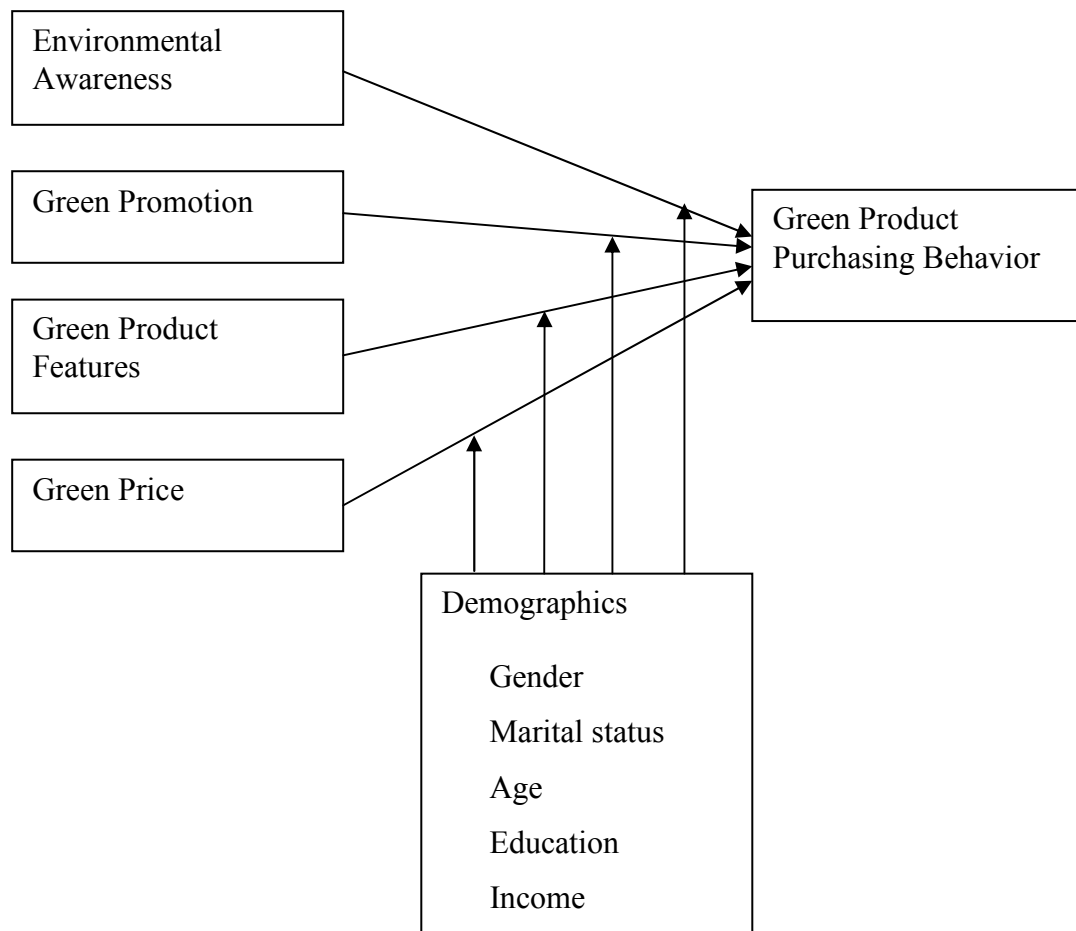 Environmental
Awareness
Green Promotion
Green Product
Purchasing Behavior
Green Product
Features
Green Price
Demographics
Gender
Marital status
Age
Education
Income